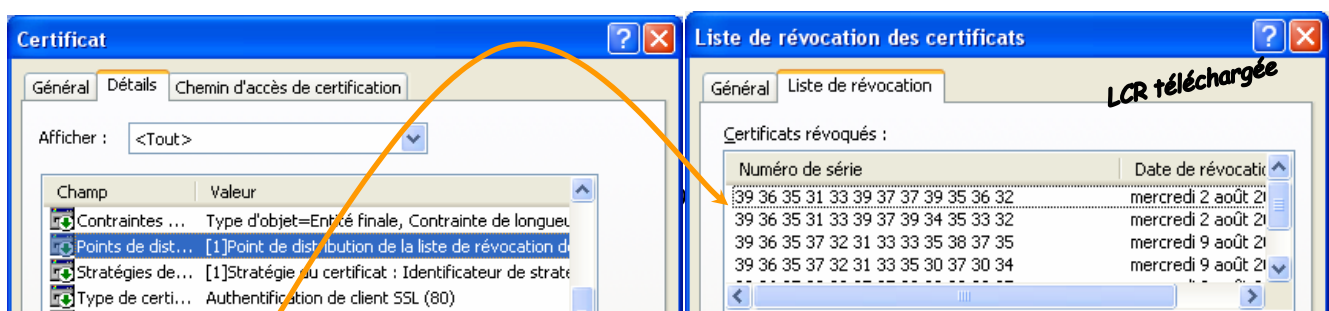 Certificat
Général Détails Chemin d'accès de certification
Afficher : <Tout>
Champ Valeur
Contraintes ... Type d'objet=Entité finale, Contrainte de longueu
Points de dist... [1]Point de distribution de la liste de révocation d
Stratégies de... [1]Stratégie du certificat : Identificateur de straté
Type de certi... Authentification de client SSL (80)
Liste de révocation des certificats
Général Liste de révocation
LCR téléchargée
Certificats révoqués :
Numéro de série Date de révocatic
39 36 35 31 33 39 37 37 39 35 36 32 mercredi 2 août 2
39 36 35 31 33 39 37 39 34 35 33 32 mercredi 2 août 2
39 36 35 37 32 31 33 33 35 38 37 35 mercredi 9 août 2
39 36 35 37 32 31 33 35 30 37 30 34 mercredi 9 août 2